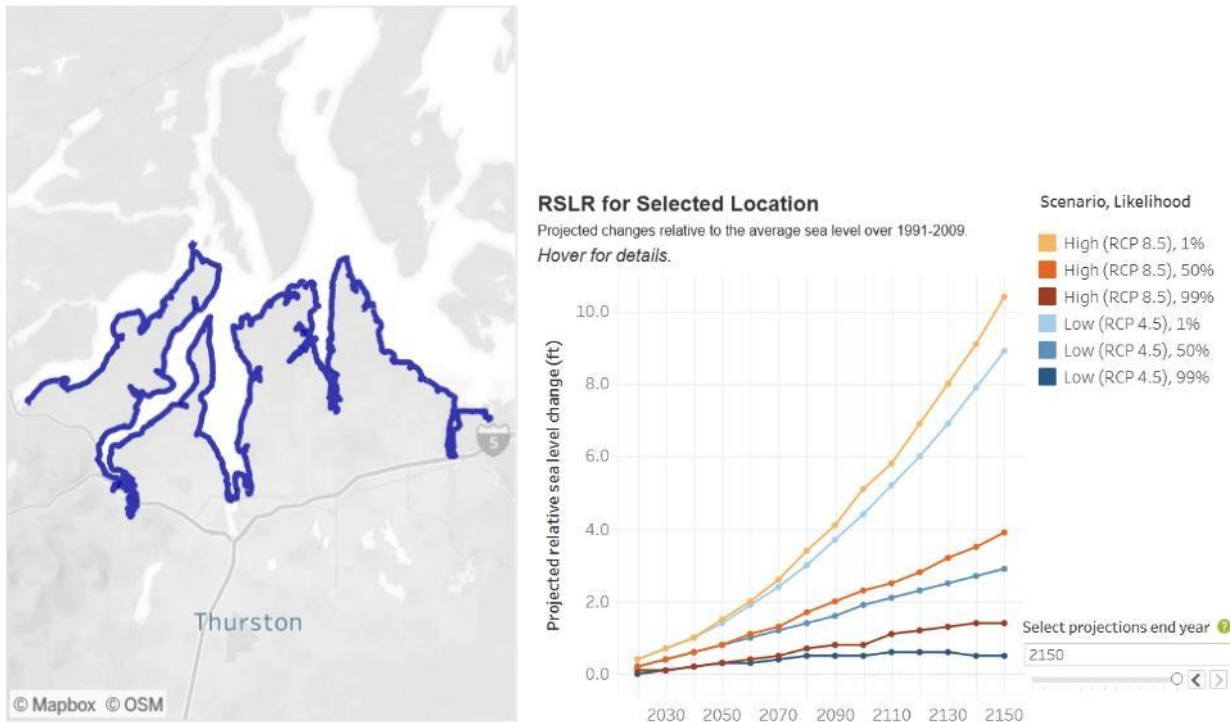 5
Thurston
© Mapbox © OSM
RSLR for Selected Location
Projected changes relative to the average sea level over 1991-2009.
Hover for details.
Projected relative sea level change (ft)
10.0
8.0
6.0
4.0
2.0
0.0
2030 2050 2070 2090 2110 2130 2150
Scenario, Likelihood
High (RCP 8.5), 1%
High (RCP 8.5), 50%
High (RCP 8.5), 99%
Low (RCP 4.5), 1%
Low (RCP 4.5), 50%
Low (RCP 4.5), 99%
Select projections end year ?
2150